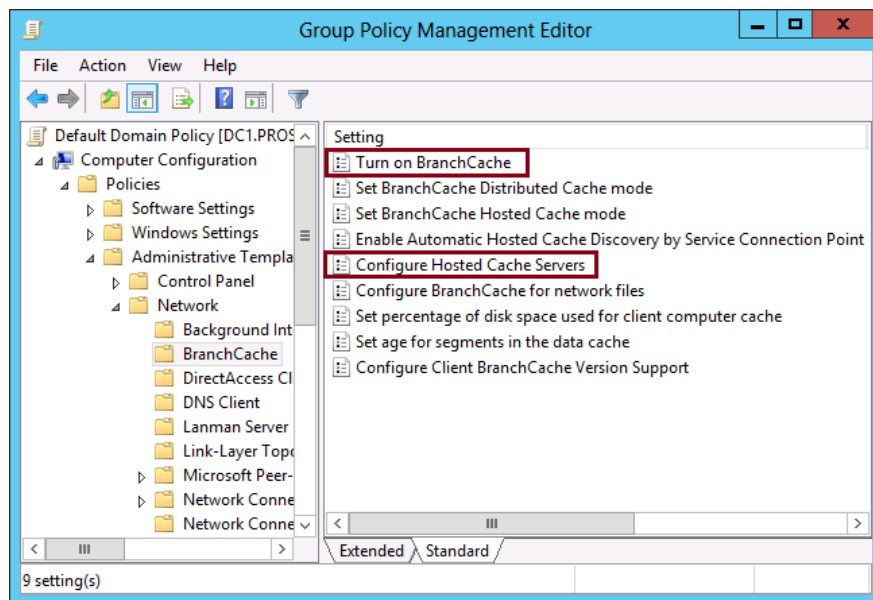 Group Policy Management Editor
File Action View Help
Default Domain Policy [DC1.PROS
Computer Configuration
Policies
Software Settings
Windows Settings
Administrative Templa
Control Panel
Network
Background Int
BranchCache
DirectAccess Cl
DNS Client
Lanman Server
Link-Layer Topo
Microsoft Peer-
Network Conne
Network Conne
Setting
Turn on BranchCache
Set BranchCache Distributed Cache mode
Set BranchCache Hosted Cache mode
Enable Automatic Hosted Cache Discovery by Service Connection Point
Configure Hosted Cache Servers
Configure BranchCache for network files
Set percentage of disk space used for client computer cache
Set age for segments in the data cache
Configure Client BranchCache Version Support
Extended Standard
9 setting(s)